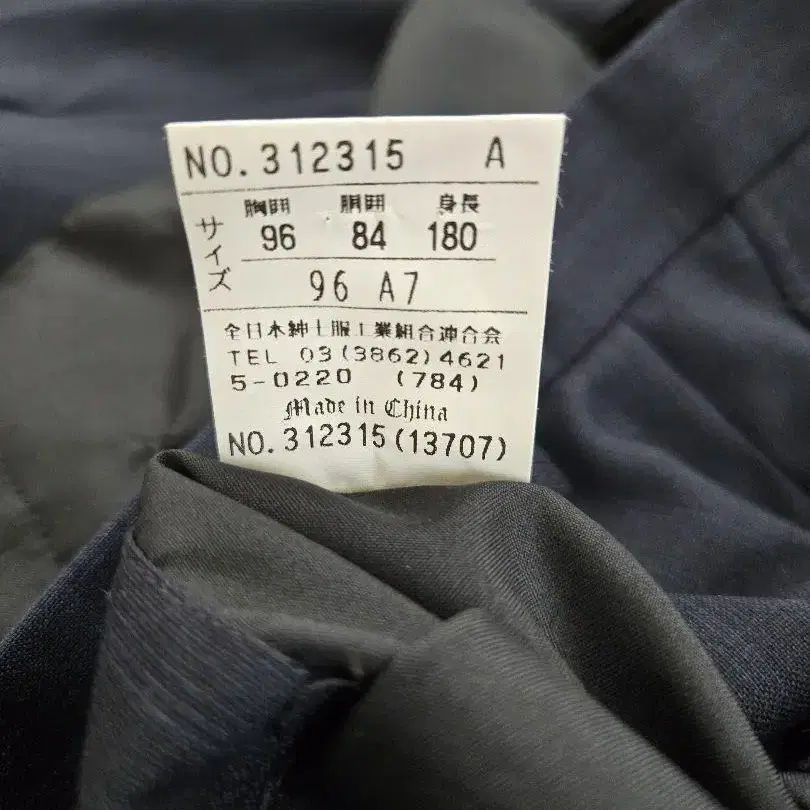 NO.312315 A
サイズ
胸囲 胴囲 身長
96 84 180
96 A7
全日本紳士服工業組合連合会
TEL 03(3862)4621
5-0220 (784)
Made in China
NO.312315(13707)